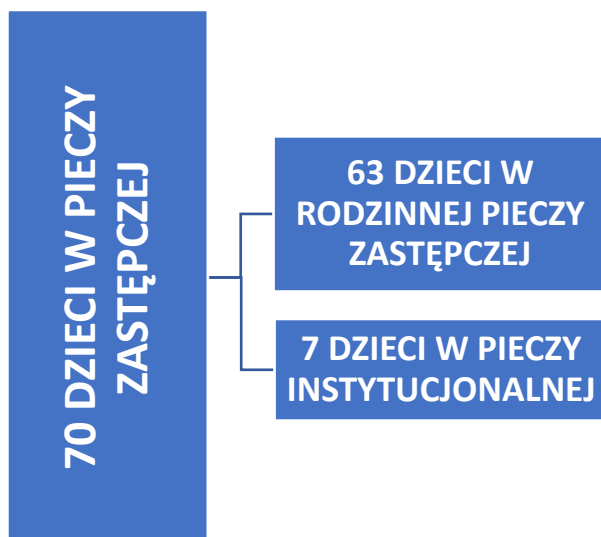 70 DZIECI W PIECZY
ZASTĘPCZEJ
63 DZIECI W
RODZINNEJ PIECZY
ZASTĘPCZEJ
7 DZIECI W PIECZY
INSTYTUCJONALNEJ